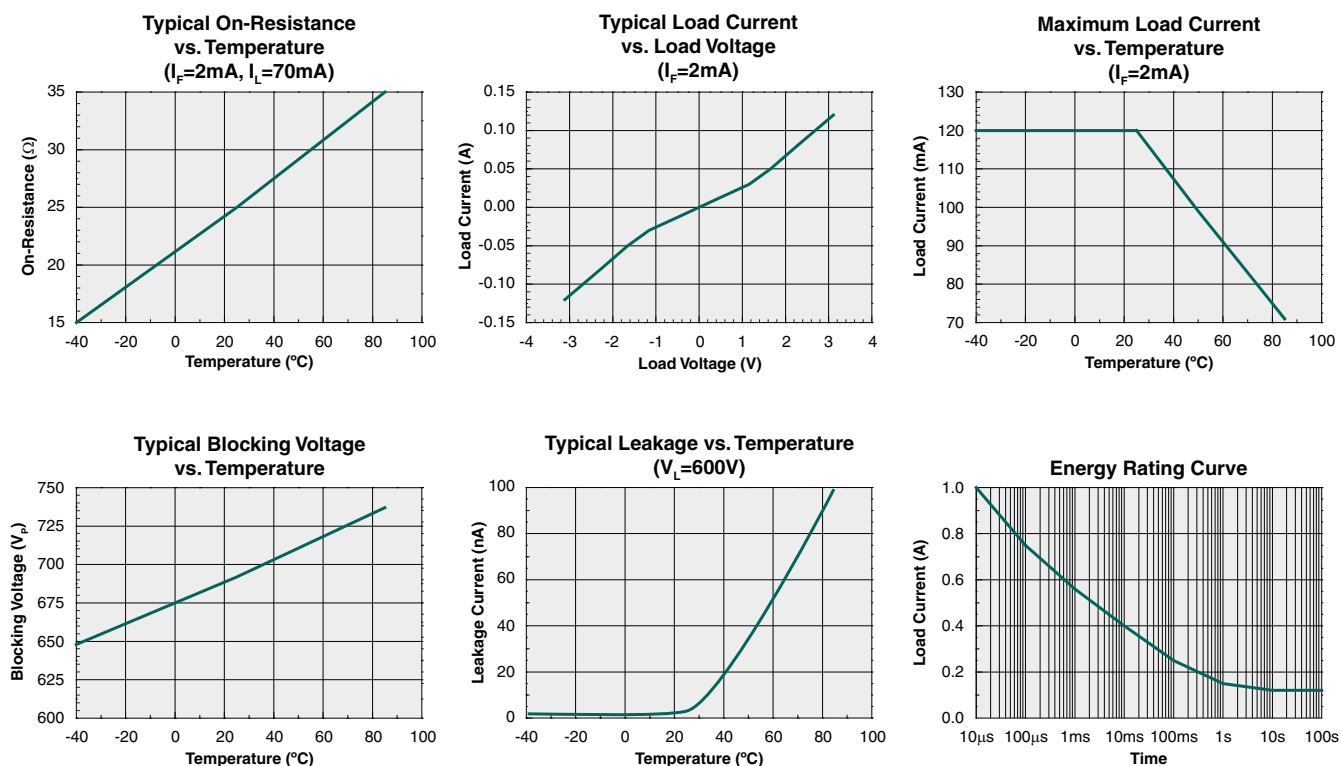 Typical On-Resistance
vs. Temperature
(IF=2mA, IL=70mA)
35
30
25
20
15
On-Resistance (Ω)
-40 -20 0 20 40 60 80 100
Temperature (ºC)
Typical Load Current
vs. Load Voltage
(IF=2mA)
0.15
0.10
0.05
0.00
-0.05
-0.10
-0.15
Load Current (A)
-4 -3 -2 -1 0 1 2 3 4
Load Voltage (V)
Maximum Load Current
vs. Temperature
(IF=2mA)
130
120
110
100
90
80
70
Load Current (mA)
-40 -20 0 20 40 60 80 100
Temperature (ºC)
Typical Blocking Voltage
vs. Temperature
750
725
700
675
650
625
600
Blocking Voltage (VP)
-40 -20 0 20 40 60 80 100
Temperature (ºC)
Typical Leakage vs. Temperature
(VL=600V)
100
80
60
40
20
0
Leakage Current (nA)
-40 -20 0 20 40 60 80 100
Temperature (ºC)
Energy Rating Curve
1.0
0.8
0.6
0.4
0.2
0.0
Load Current (A)
10μs 100μs 1ms 10ms 100ms 1s 10s 100s
Time